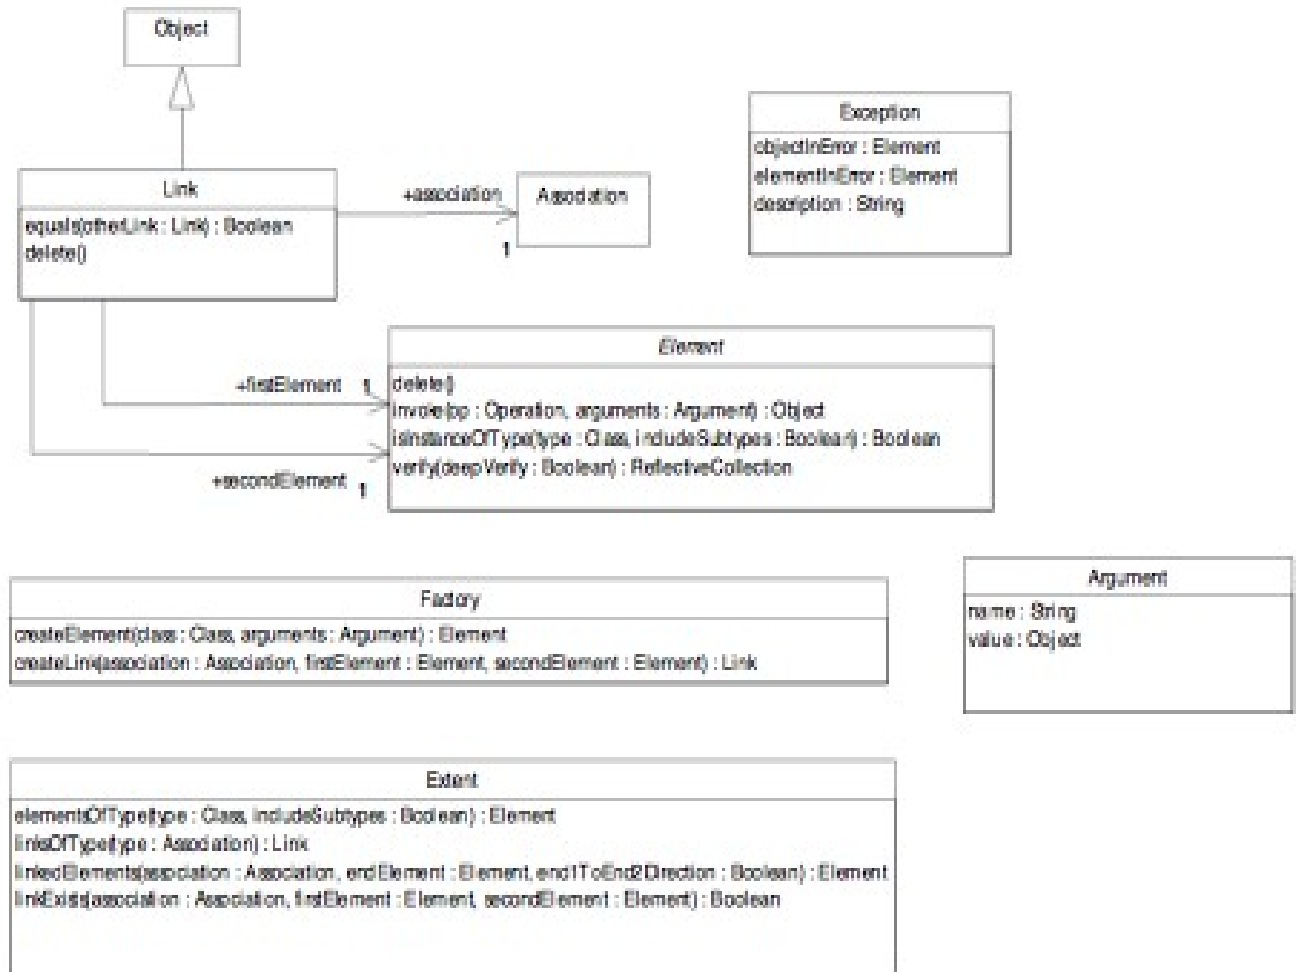 Object
Exception
objectInError : Element
elementInError : Element
description : String
Link
equals(otherLink : Link) : Boolean
delete()
+association
1
Association
Element
delete()
invoke(op : Operation, arguments : Argument) : Object
isInstanceOfType(type : Class, includeSubtypes : Boolean) : Boolean
verify(deepVerify : Boolean) : ReflectiveCollection
+firstElement 1
+secondElement 1
Factory
createElement(class : Class, arguments : Argument) : Element
createLink(association : Association, firstElement : Element, secondElement : Element) : Link
Argument
name : String
value : Object
Extent
elementsOfType(type : Class, includeSubtypes : Boolean) : Element
linksOfType(type : Association) : Link
linkedElements(association : Association, endElement : Element, end1ToEnd2Direction : Boolean) : Element
linkExists(association : Association, firstElement : Element, secondElement : Element) : Boolean